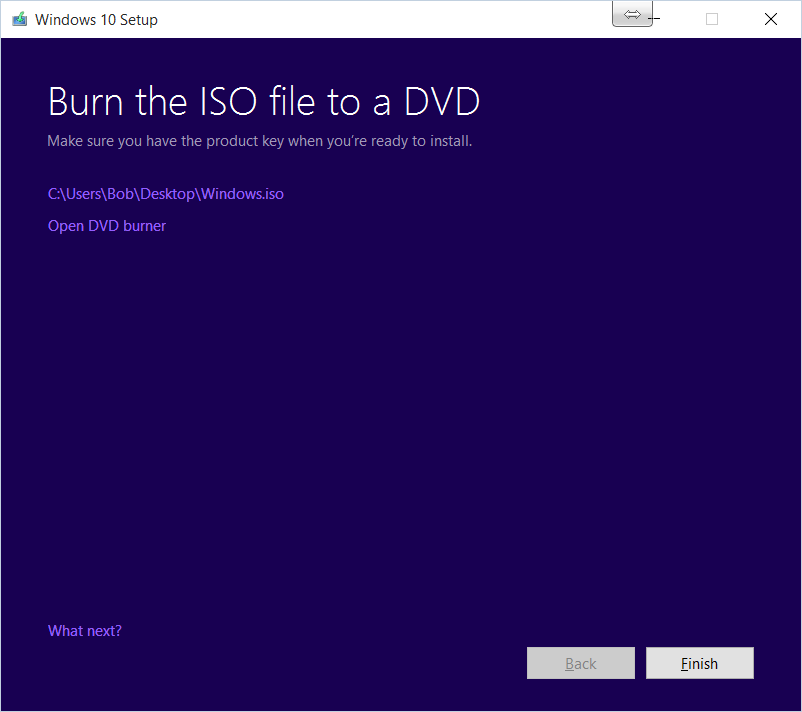 Windows 10 Setup
Burn the ISO file to a DVD
Make sure you have the product key when you're ready to install.
C:\Users\Bob\Desktop\Windows.iso
Open DVD burner
What next?
Back
Finish